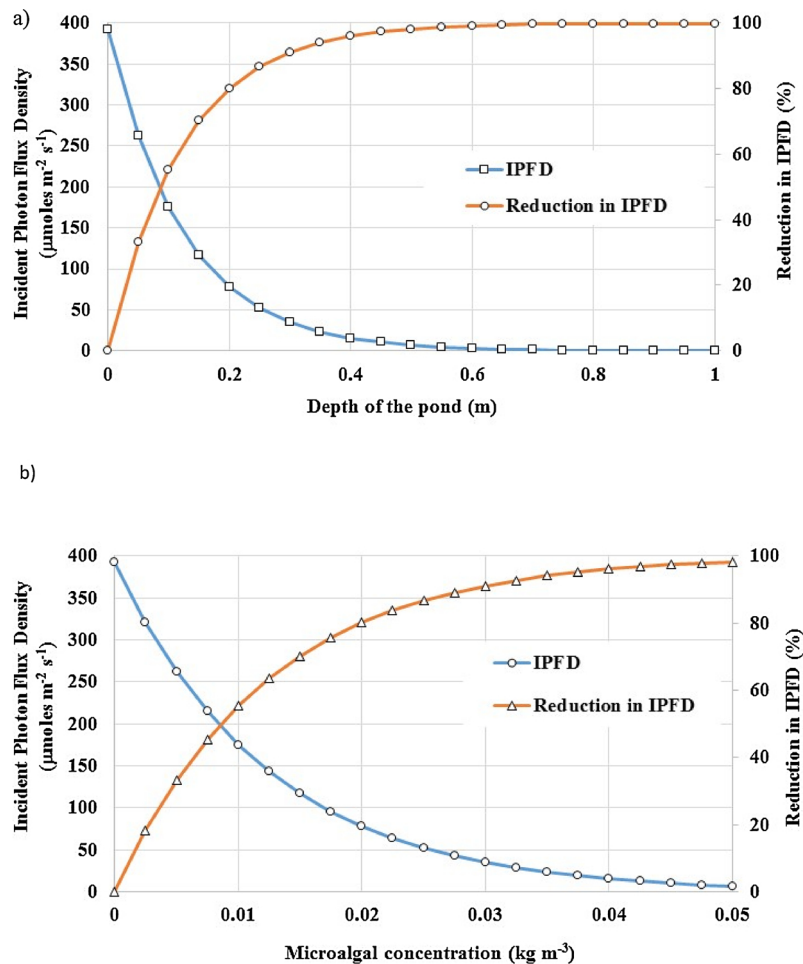 a)
400
350
300
250
200
150
100
50
0
Incident Photon Flux Density
(µmoles m⁻² s⁻¹)
100
80
60
40
20
0
Reduction in IPFD (%)
IPFD
Reduction in IPFD
0 0.2 0.4 0.6 0.8 1
Depth of the pond (m)
b)
400
350
300
250
200
150
100
50
0
Incident Photon Flux Density
(µmoles m⁻² s⁻¹)
100
80
60
40
20
0
Reduction in IPFD (%)
IPFD
Reduction in IPFD
0 0.01 0.02 0.03 0.04 0.05
Microalgal concentration (kg m⁻³)